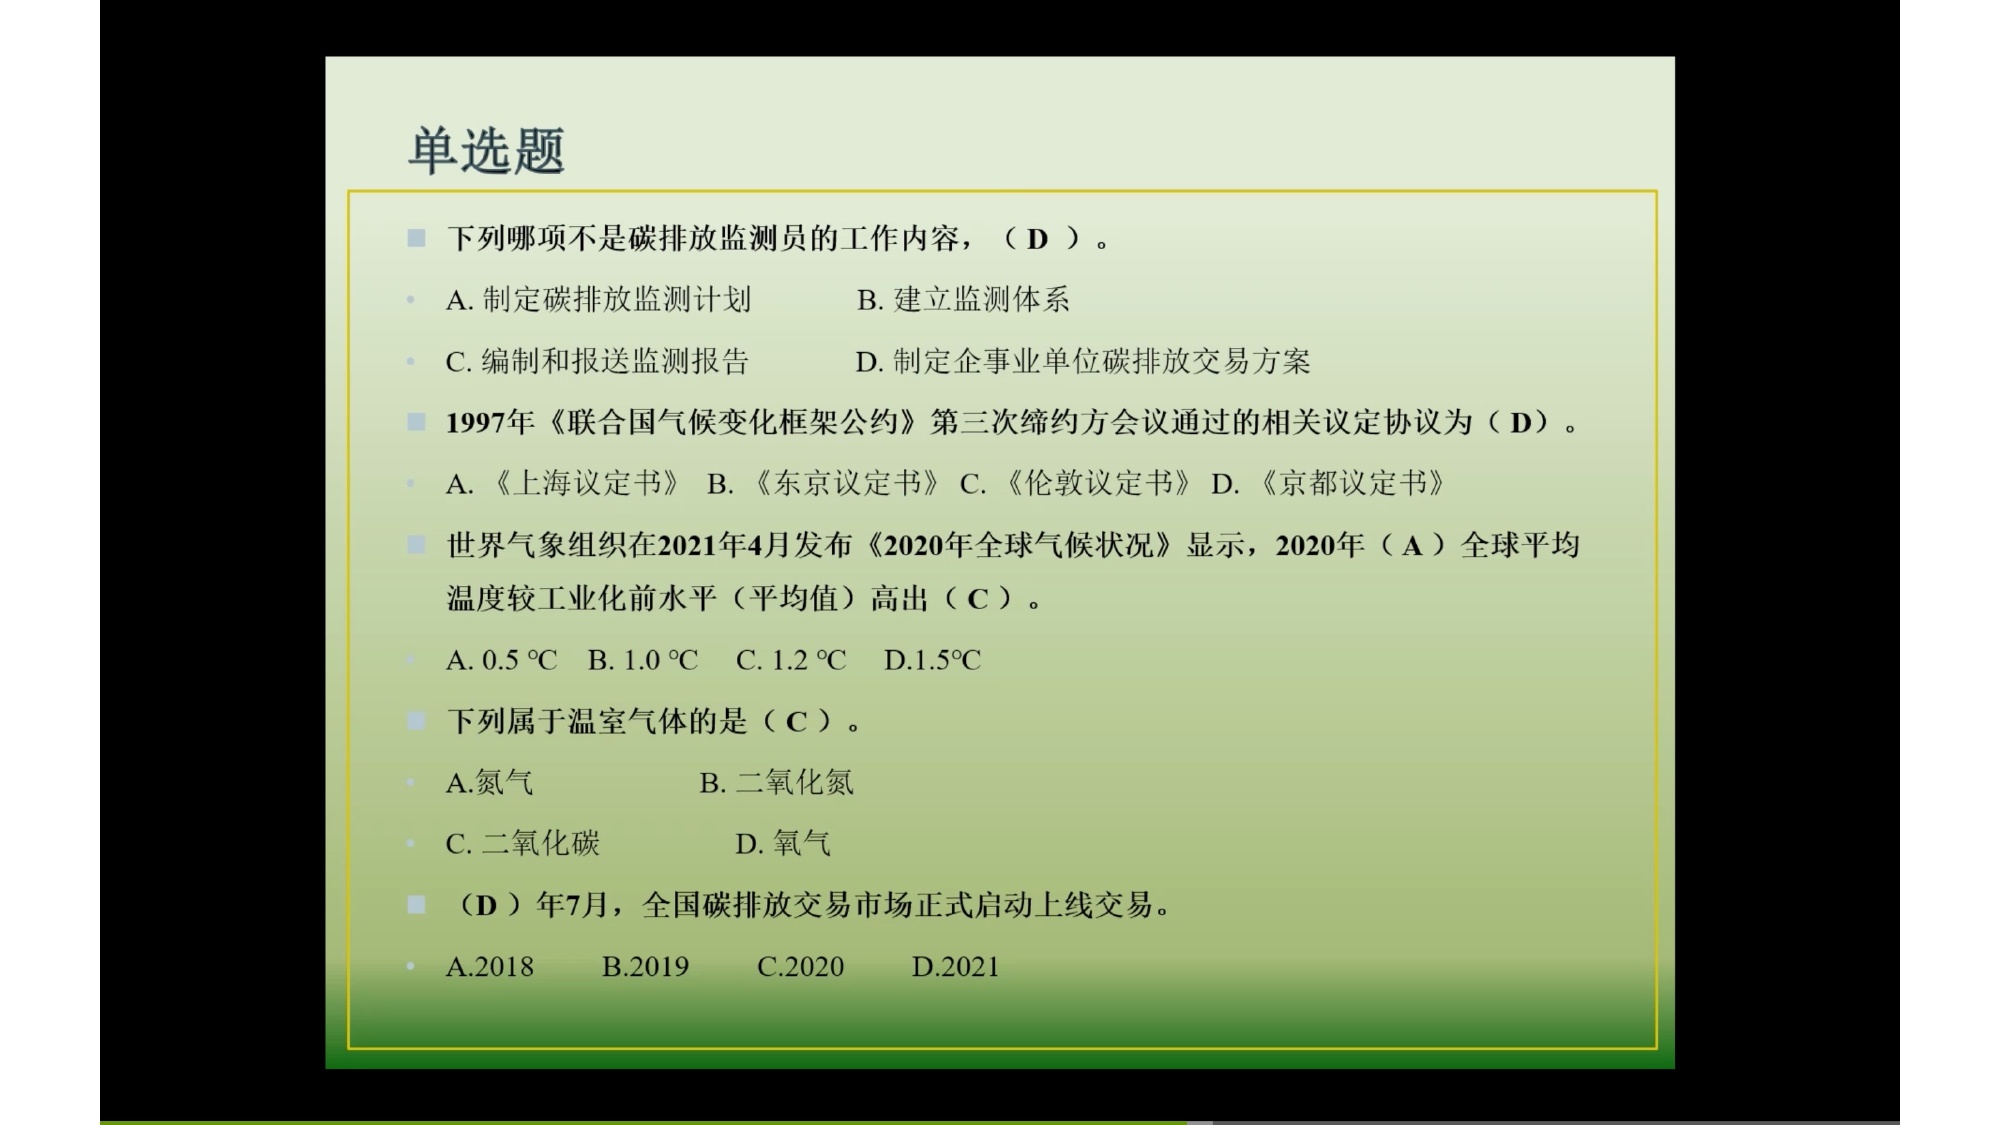 单选题
下列哪项不是碳排放监测员的工作内容，（ D ）。
A. 制定碳排放监测计划 B. 建立监测体系
C. 编制和报送监测报告 D. 制定企事业单位碳排放交易方案
1997年《联合国气候变化框架公约》第三次缔约方会议通过的相关议定协议为（ D）。
A. 《上海议定书》 B. 《东京议定书》 C. 《伦敦议定书》 D. 《京都议定书》
世界气象组织在2021年4月发布《2020年全球气候状况》显示，2020年（ A ）全球平均
温度较工业化前水平（平均值）高出（ C ）。
A. 0.5 ℃ B. 1.0 ℃ C. 1.2 ℃ D.1.5℃
下列属于温室气体的是（ C ）。
A.氮气 B. 二氧化氮
C. 二氧化碳 D. 氧气
（D ）年7月，全国碳排放交易市场正式启动上线交易。
A.2018 B.2019 C.2020 D.2021